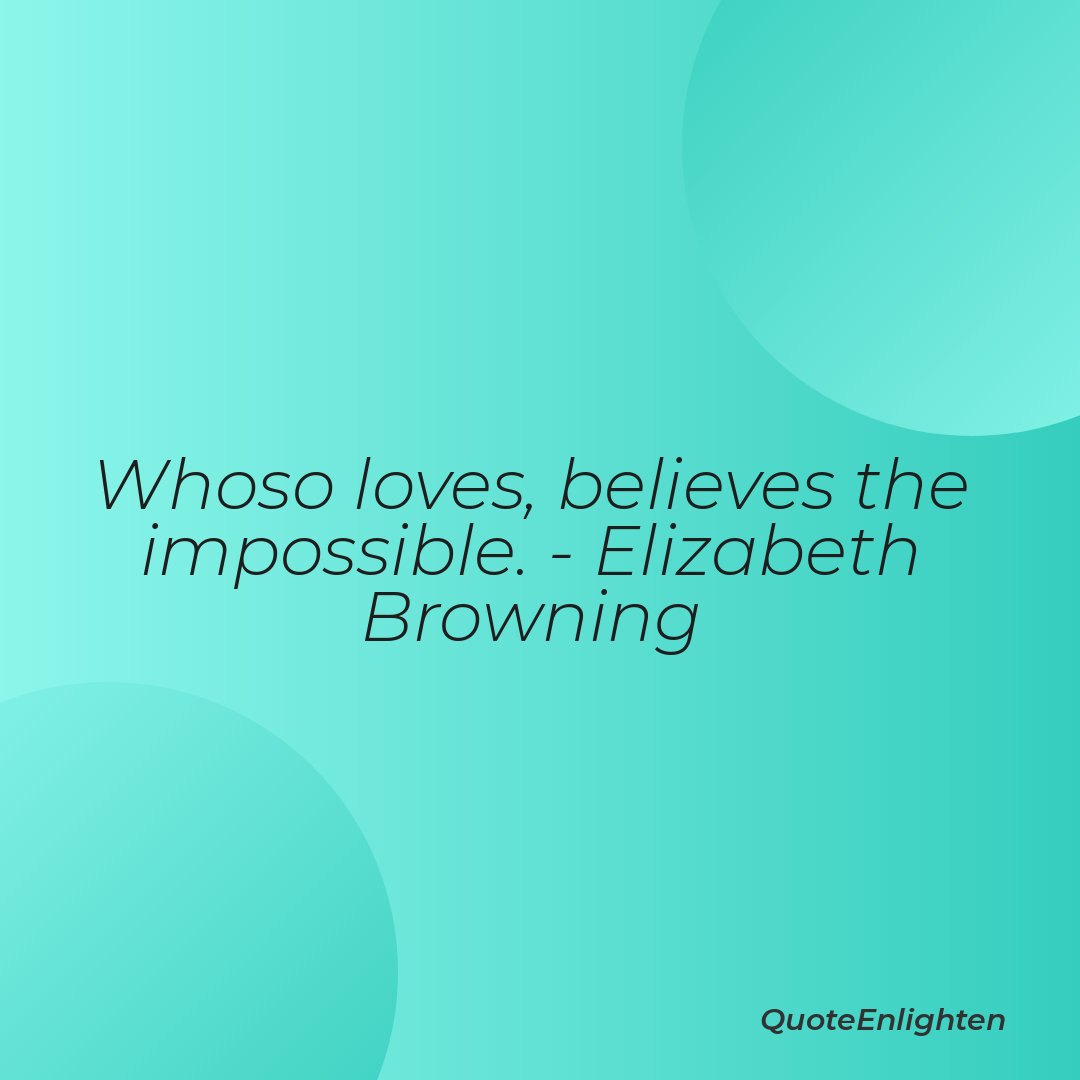 Whoso loves, believes the
impossible. - Elizabeth
Browning
QuoteEnlighten